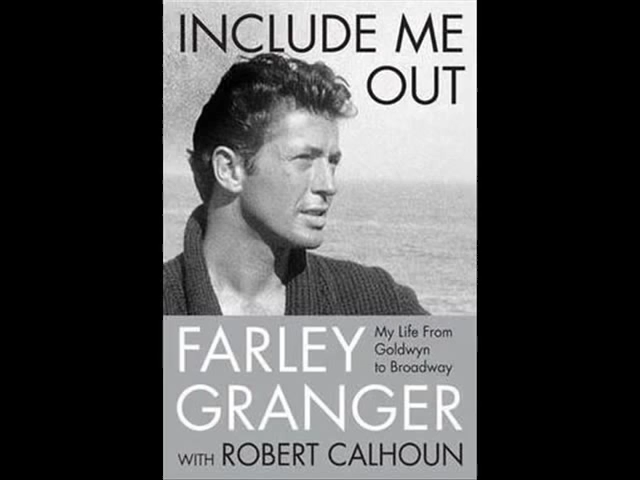 INCLUDE ME
OUT
FARLEY
My Life From
Goldwyn
to Broadway
GRANGER
WITH ROBERT CALHOUN